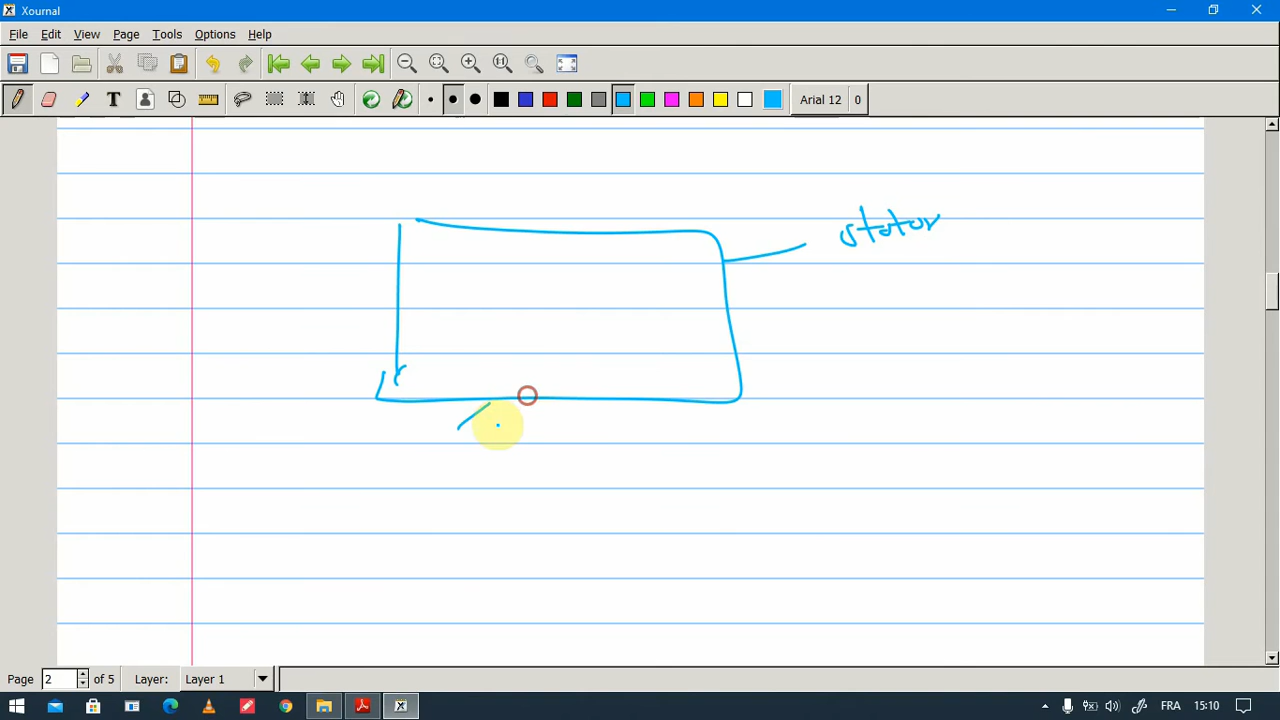 Xournal
File Edit View Page Tools Options Help
Arial 12 0
stator
Page 2 of 5 Layer: Layer 1
FRA 15:10